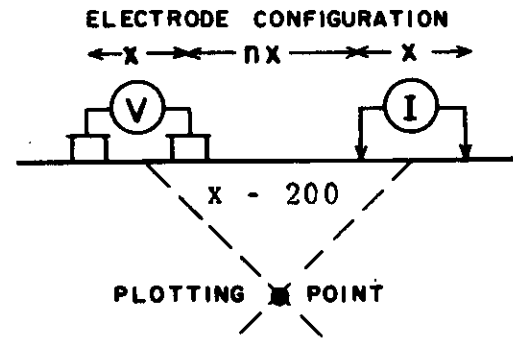 ELECTRODE CONFIGURATION
x nx x
V I
x - 200
PLOTTING POINT